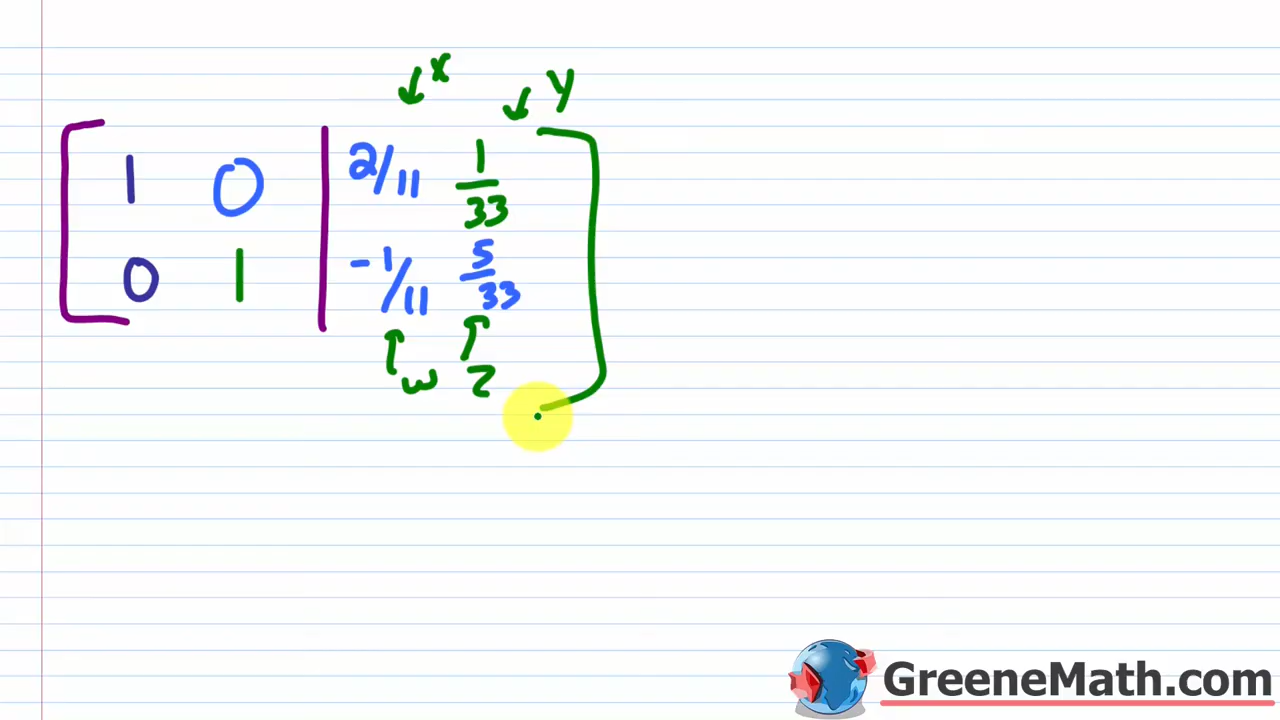 x y
1 0 2/11 1/33
0 1 -1/11 5/33
w z
GreeneMath.com